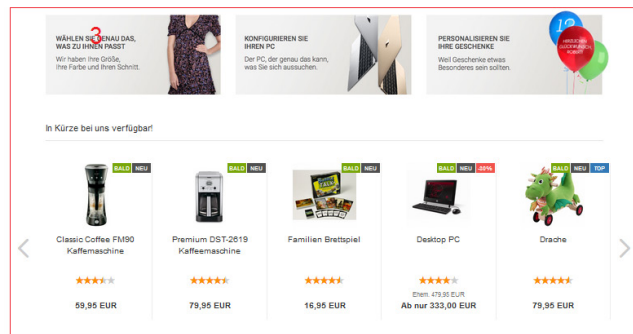 3
WÄHLEN SIE GENAU DAS,
WAS ZU IHNEN PASST
Wir haben Ihre Größe,
Ihre Farbe und Ihren Schnitt.
KONFIGURIEREN SIE
IHREN PC
Der PC, der genau das kann,
was Sie sich aussuchen.
PERSONALISIEREN SIE
IHRE GESCHENKE
Weil Geschenke etwas
Besonderes sein sollten.
In Kürze bei uns verfügbar!
BALD NEU
BALD NEU
BALD NEU
BALD NEU
BALD NEU TOP
Classic Coffee FM90
Kaffemaschine
Premium DST-2619
Kaffeemaschine
Familien Brettspiel
Desktop PC
Drache
Ehem. 479,95 EUR
59,95 EUR
79,95 EUR
16,95 EUR
Ab nur 333,00 EUR
79,95 EUR